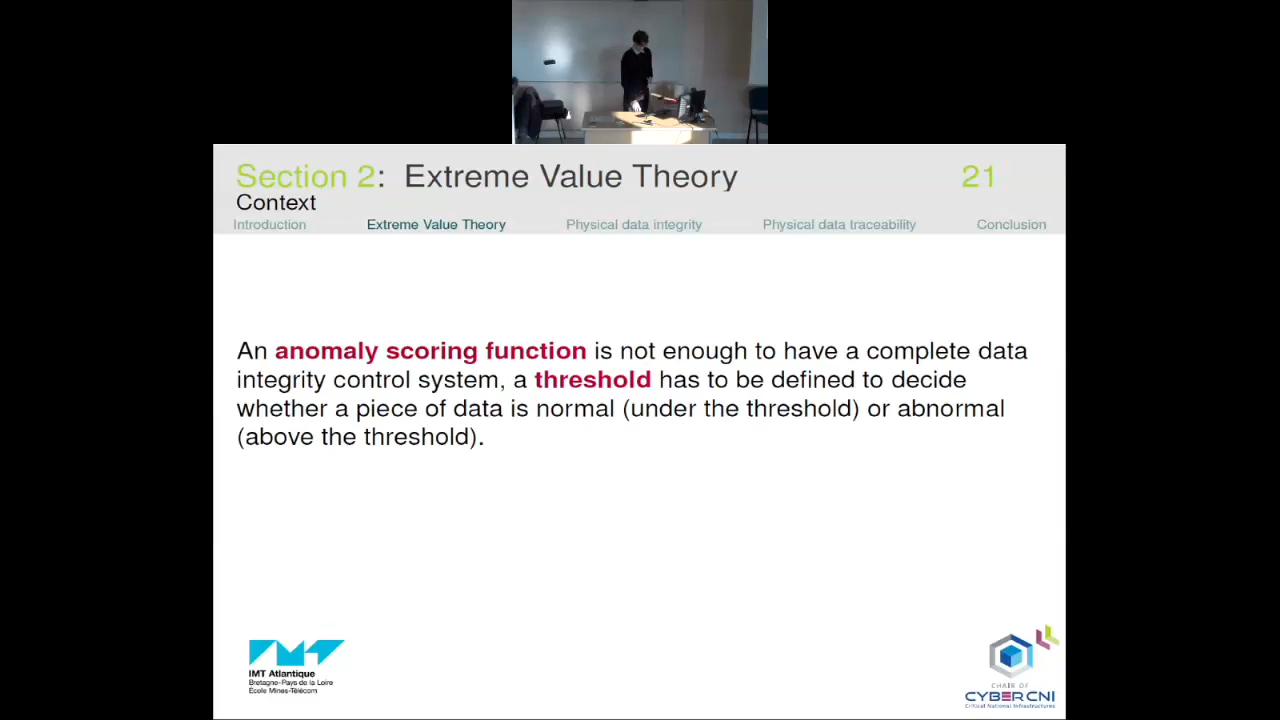 Section 2: Extreme Value Theory 21
Context
Introduction Extreme Value Theory Physical data integrity Physical data traceability Conclusion
An anomaly scoring function is not enough to have a complete data
integrity control system, a threshold has to be defined to decide
whether a piece of data is normal (under the threshold) or abnormal
(above the threshold).
IMT Atlantique
Bretagne-Pays de la Loire
École Mines-Télécom
CHAIR OF
CYBERCNI
Critical National Infrastructures